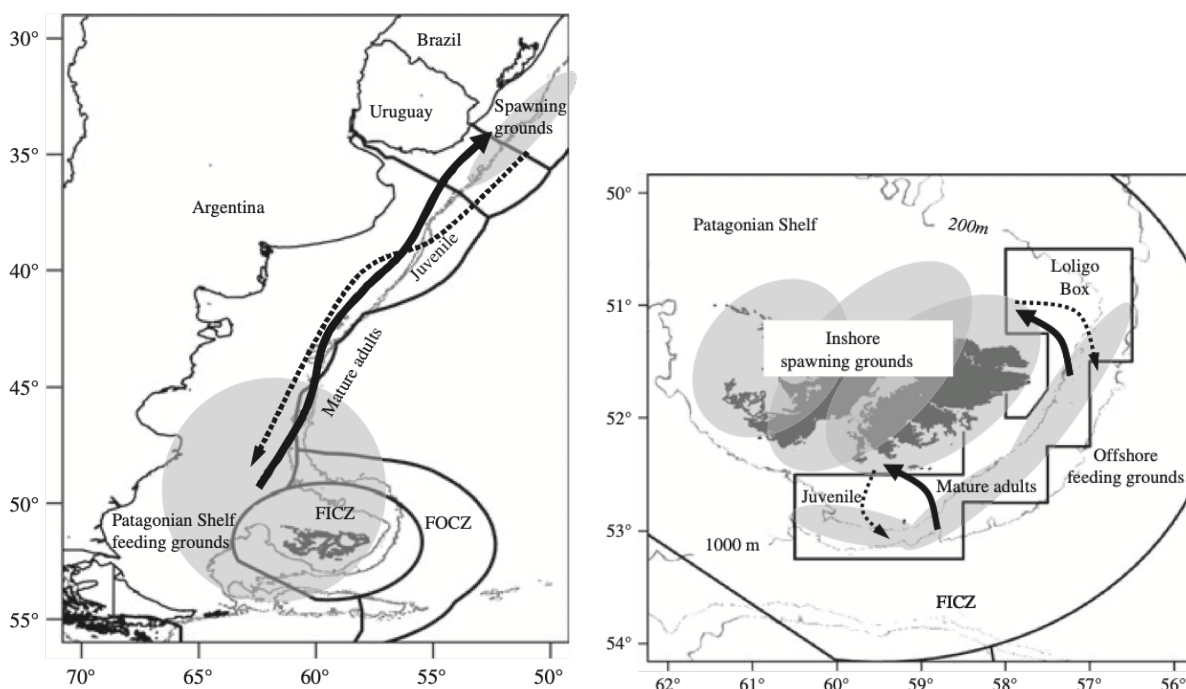 30°
35°
40°
45°
50°
55°
70°
65°
60°
55°
50°
Brazil
Uruguay
Spawning
grounds
Argentina
Juvenile
Mature adults
Patagonian Shelf
feeding grounds
FICZ
FOCZ
50°
51°
52°
53°
54°
62°
61°
60°
59°
58°
57°
56°
Patagonian Shelf
200m
Loligo
Box
Inshore
spawning grounds
Offshore
feeding grounds
Mature adults
Juvenile
1000 m
FICZ